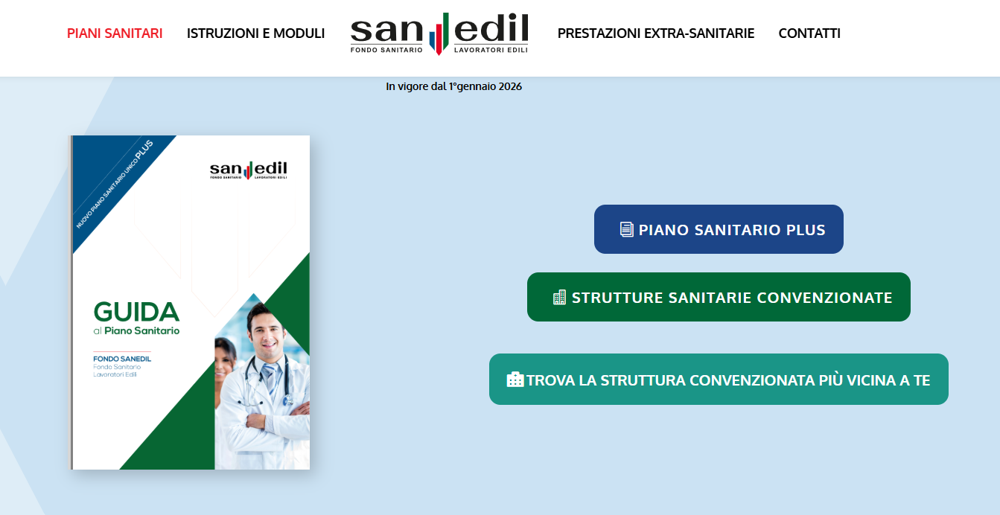 PIANI SANITARI
ISTRUZIONI E MODULI
sanedil
FONDO SANITARIO LAVORATORI EDILI
PRESTAZIONI EXTRA-SANITARIE
CONTATTI
In vigore dal 1°gennaio 2026
NUOVO PIANO SANITARIO UNICO PLUS
sanedil
FONDO SANITARIO LAVORATORI EDILI
GUIDA
al Piano Sanitario
FONDO SANEDIL
Fondo Sanitario
Lavoratori Edili
PIANO SANITARIO PLUS
STRUTTURE SANITARIE CONVENZIONATE
TROVA LA STRUTTURA CONVENZIONATA PIÙ VICINA A TE